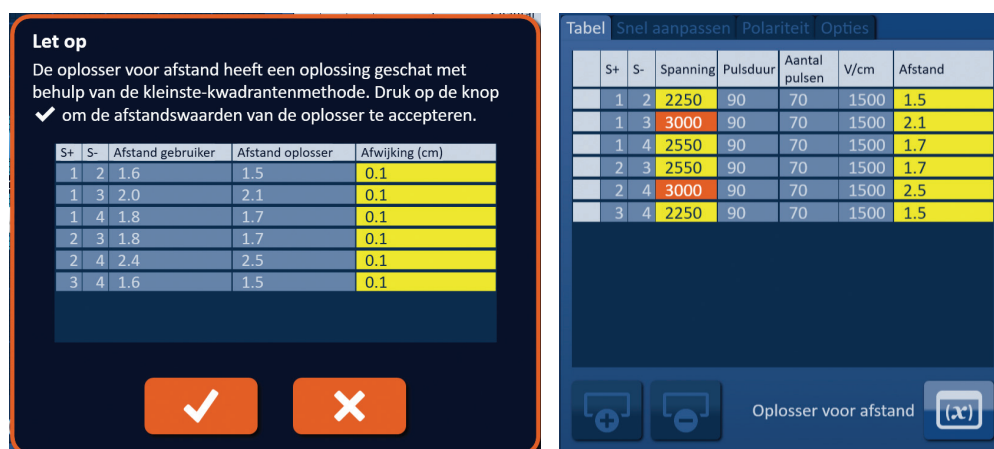 Let op
De oplosser voor afstand heeft een oplossing geschat met
behulp van de kleinste-kwadrantenmethode. Druk op de knop
✔ om de afstandswaarden van de oplosser te accepteren.
S+ S- Afstand gebruiker Afstand oplosser Afwijking (cm)
1 2 1.6 1.5 0.1
1 3 2.0 2.1 0.1
1 4 1.8 1.7 0.1
2 3 1.8 1.7 0.1
2 4 2.4 2.5 0.1
3 4 1.6 1.5 0.1
Tabel Snel aanpassen Polariteit Opties
S+ S- Spanning Pulsduur Aantal pulsen V/cm Afstand
1 2 2250 90 70 1500 1.5
1 3 3000 90 70 1500 2.1
1 4 2550 90 70 1500 1.7
2 3 2550 90 70 1500 1.7
2 4 3000 90 70 1500 2.5
3 4 2250 90 70 1500 1.5
Oplosser voor afstand (x)